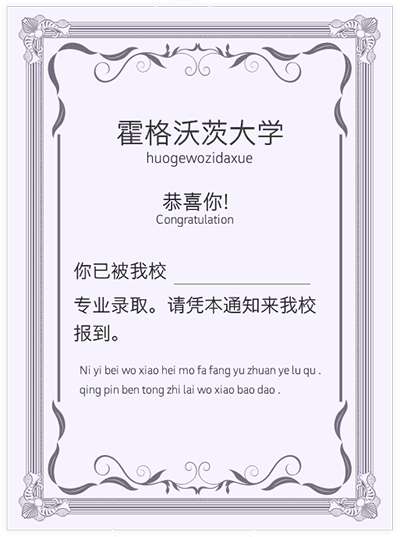 霍格沃茨大学
huogewozidaxue
恭喜你!
Congratulation
你已被我校
专业录取。请凭本通知来我校
报到。
Ni yi bei wo xiao hei mo fa fang yu zhuan ye lu qu .
qing pin ben tong zhi lai wo xiao bao dao .